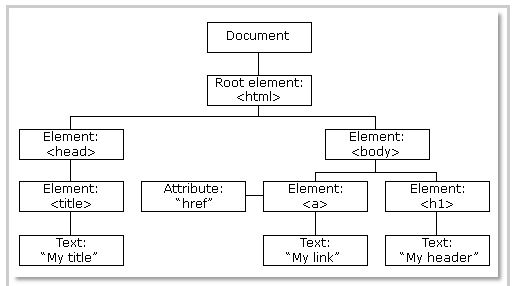 Document
Root element:
<html>
Element:
<head>
Element:
<body>
Element:
<title>
Attribute:
“href”
Element:
<a>
Element:
<h1>
Text:
“My title”
Text:
“My link”
Text:
“My header”